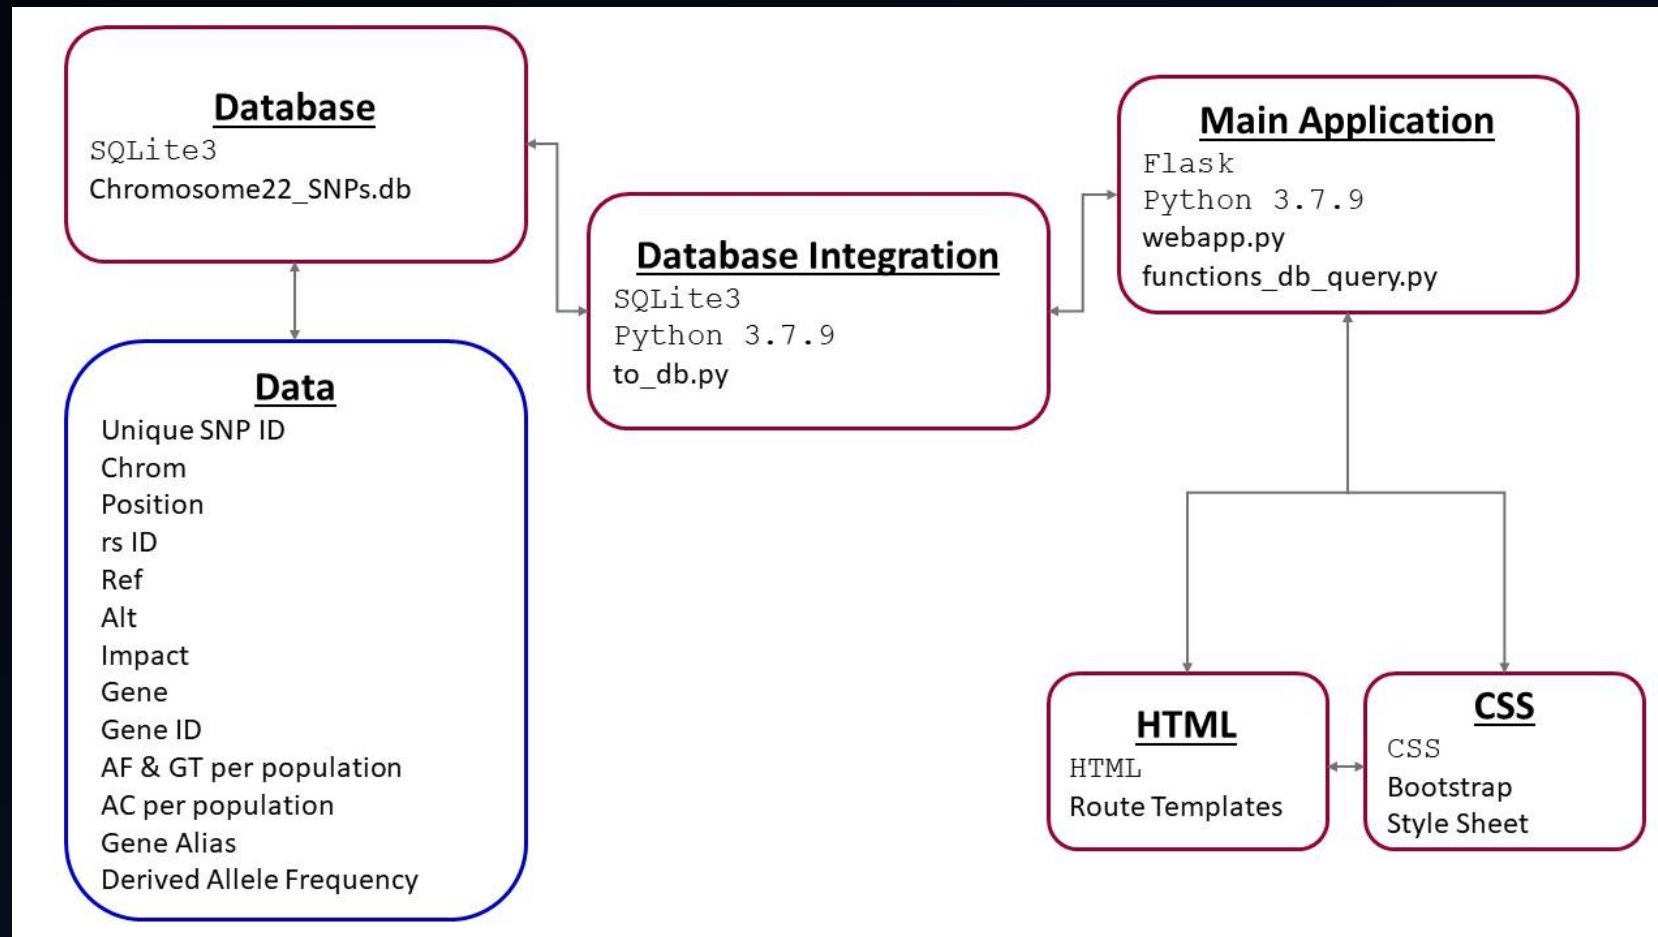 Database
SQLite3
Chromosome22_SNPs.db
Data
Unique SNP ID
Chrom
Position
rs ID
Ref
Alt
Impact
Gene
Gene ID
AF & GT per population
AC per population
Gene Alias
Derived Allele Frequency
Database Integration
SQLite3
Python 3.7.9
to_db.py
Main Application
Flask
Python 3.7.9
webapp.py
functions_db_query.py
HTML
HTML
Route Templates
CSS
CSS
Bootstrap
Style Sheet